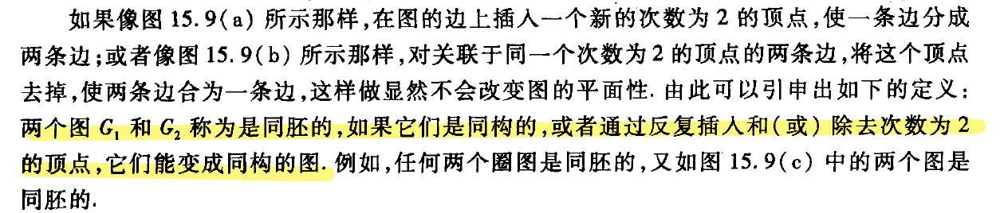 如果像图 15.9(a) 所示那样,在图的边上插入一个新的次数为 2 的顶点,使一条边分成
两条边;或者像图 15.9(b) 所示那样,对关联于同一个次数为 2 的顶点的两条边,将这个顶点
去掉,使两条边合为一条边,这样做显然不会改变图的平面性. 由此可以引申出如下的定义:
两个图 G₁ 和 G₂ 称为是同胚的,如果它们是同构的,或者通过反复插入和(或) 除去次数为 2
的顶点,它们能变成同构的图. 例如,任何两个圈图是同胚的,又如图 15.9(c) 中的两个图是
同胚的.